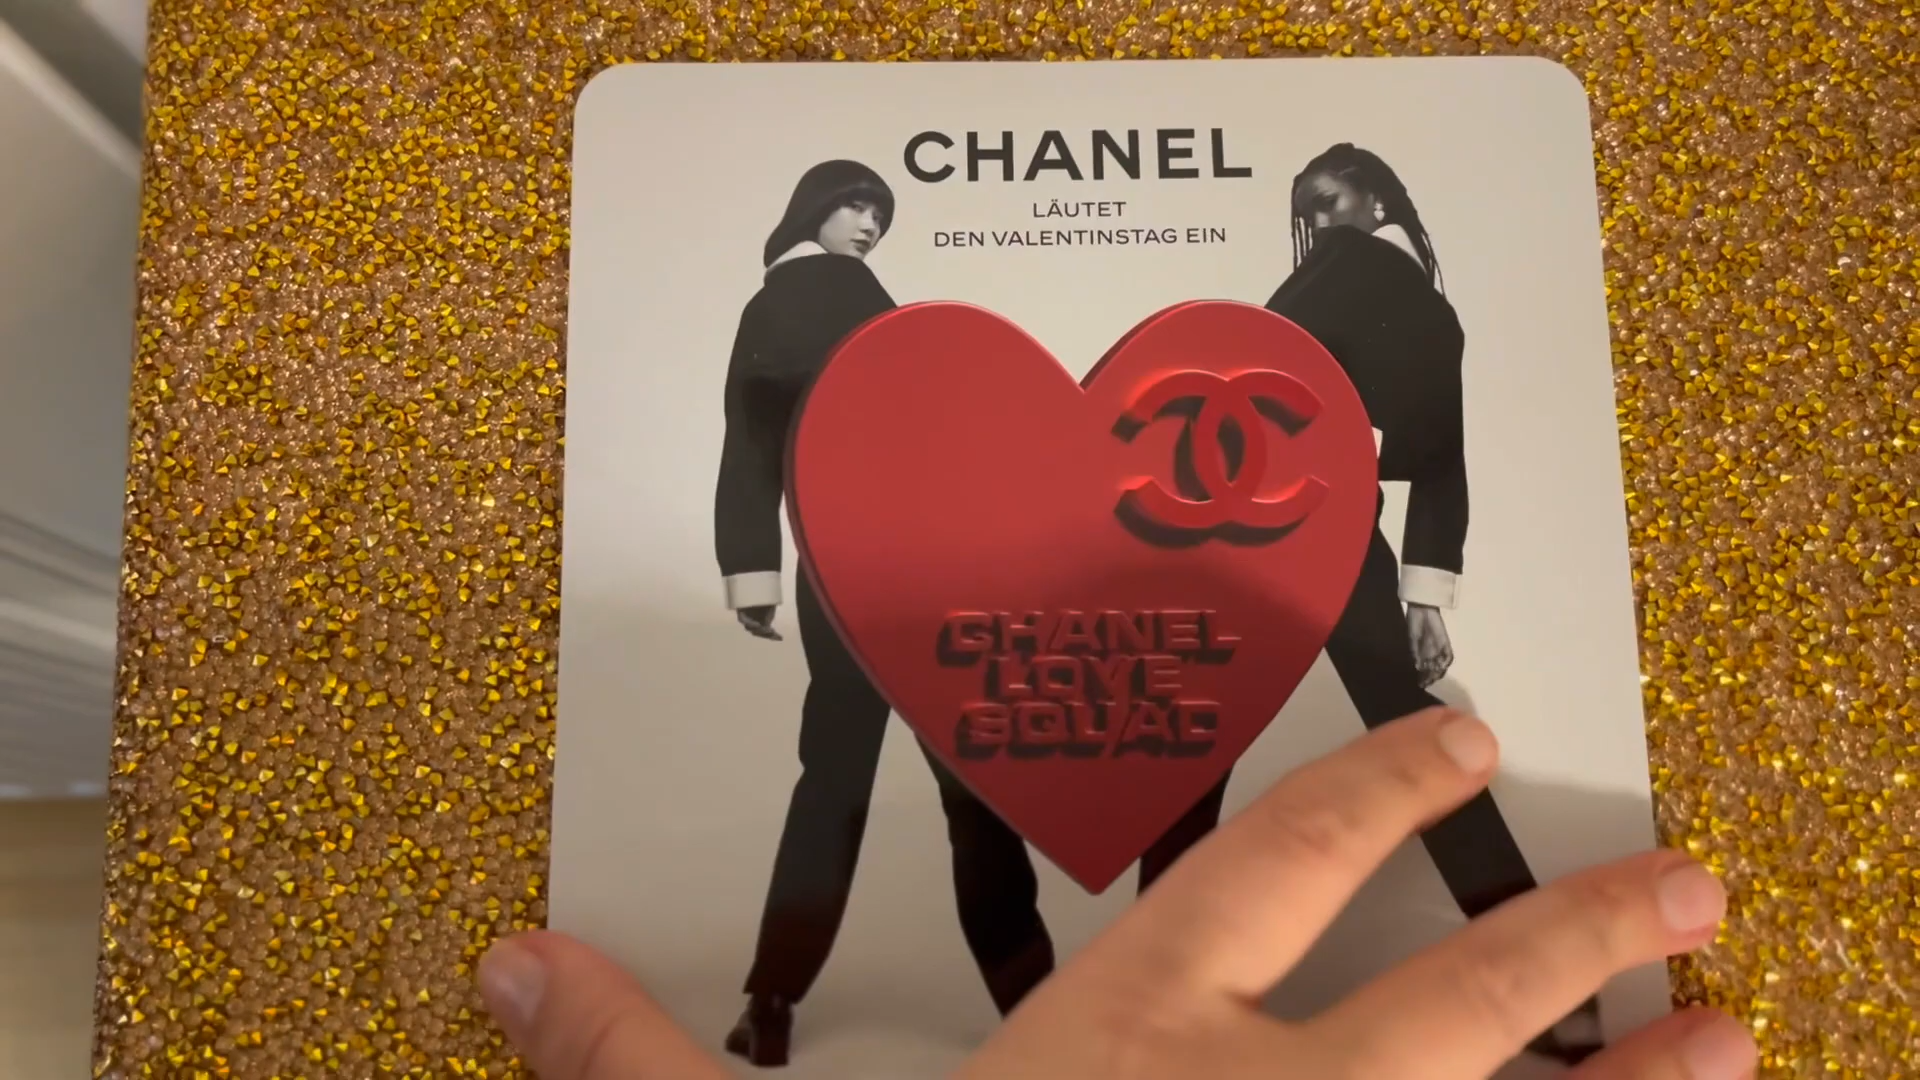 CHANEL
LÄUTET
DEN VALENTINSTAG EIN
CHANEL
LOVE
SQUAD